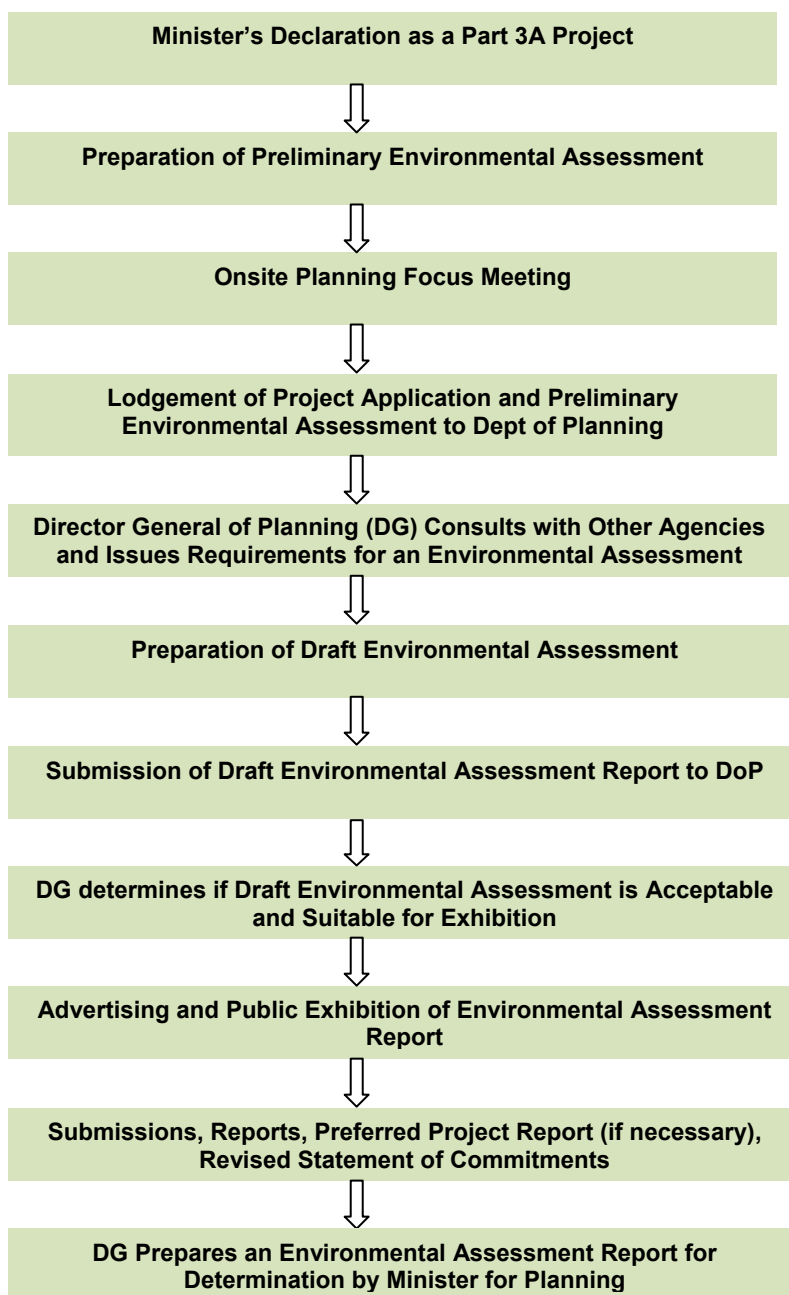 Minister’s Declaration as a Part 3A Project
Preparation of Preliminary Environmental Assessment
Onsite Planning Focus Meeting
Lodgement of Project Application and Preliminary
Environmental Assessment to Dept of Planning
Director General of Planning (DG) Consults with Other Agencies
and Issues Requirements for an Environmental Assessment
Preparation of Draft Environmental Assessment
Submission of Draft Environmental Assessment Report to DoP
DG determines if Draft Environmental Assessment is Acceptable
and Suitable for Exhibition
Advertising and Public Exhibition of Environmental Assessment
Report
Submissions, Reports, Preferred Project Report (if necessary),
Revised Statement of Commitments
DG Prepares an Environmental Assessment Report for
Determination by Minister for Planning